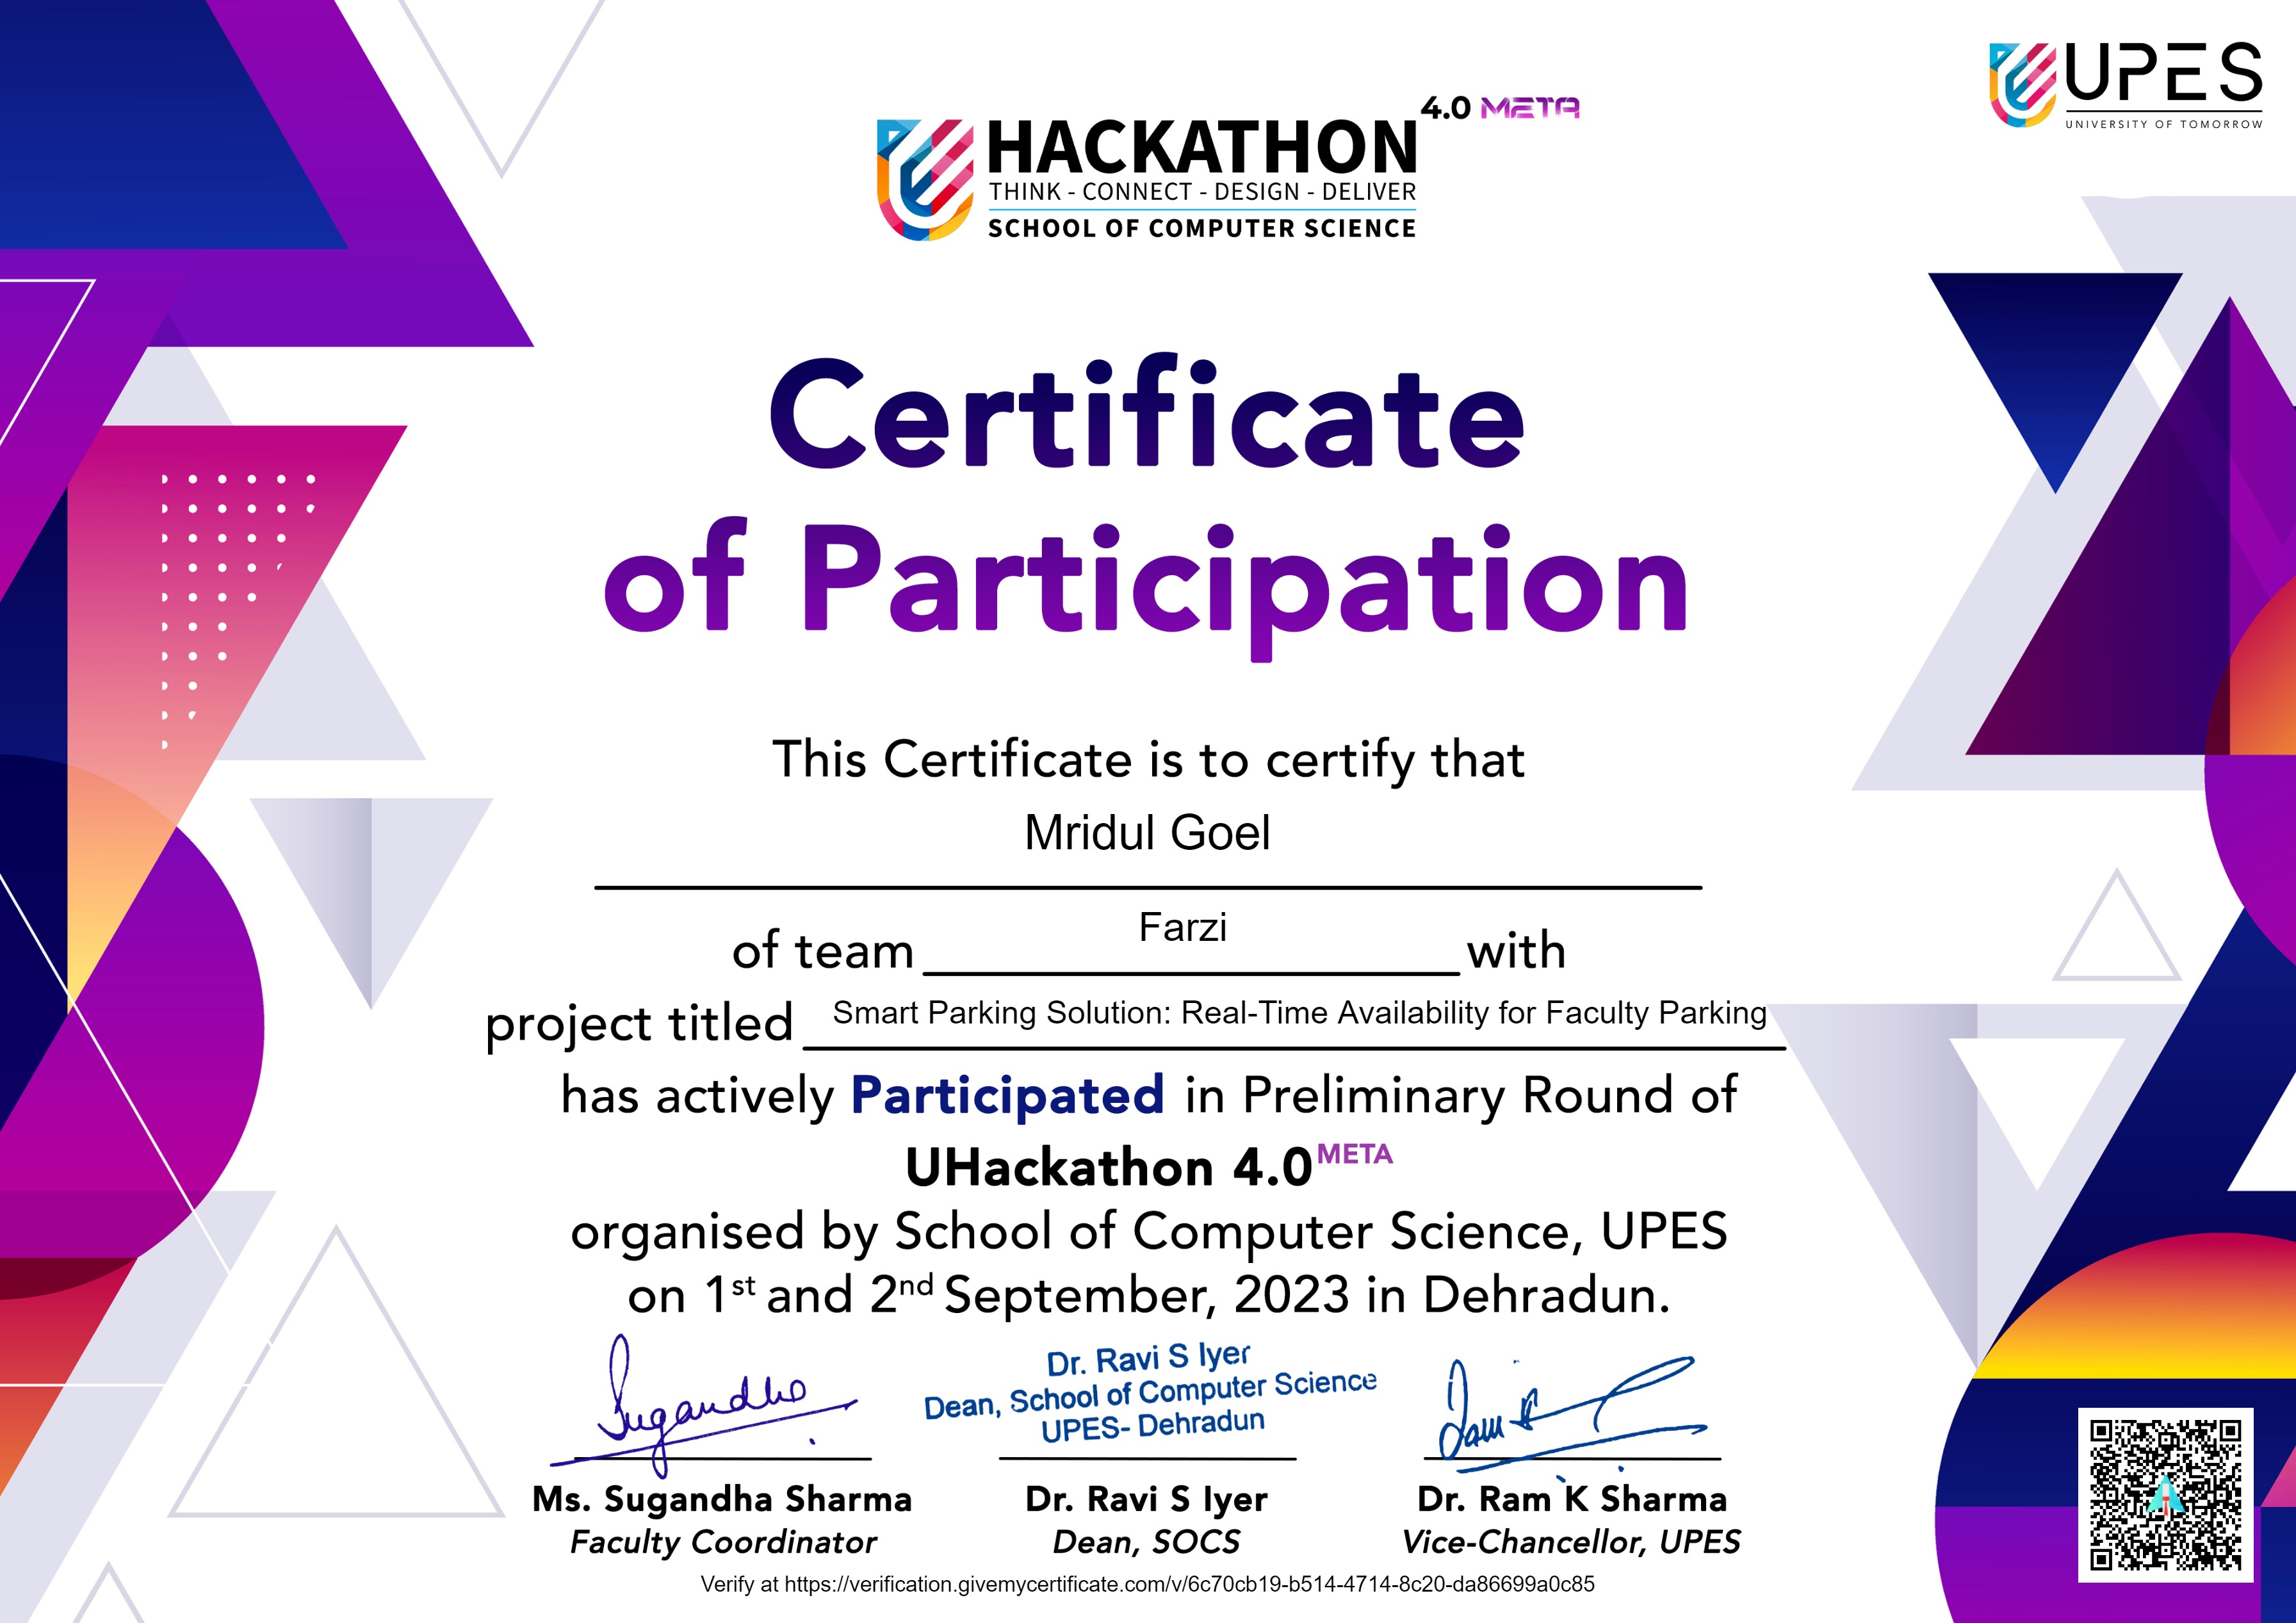 UPES
UNIVERSITY OF TOMORROW
4.0 META
HACKATHON
THINK - CONNECT - DESIGN - DELIVER
SCHOOL OF COMPUTER SCIENCE
Certificate
of Participation
This Certificate is to certify that
Mridul Goel
of team Farzi with
project titled Smart Parking Solution: Real-Time Availability for Faculty Parking
has actively Participated in Preliminary Round of
UHackathon 4.0 META
organised by School of Computer Science, UPES
on 1st and 2nd September, 2023 in Dehradun.
Sugandha
Dr. Ravi S Iyer
Dean, School of Computer Science
UPES- Dehradun
Ms. Sugandha Sharma
Faculty Coordinator
Dr. Ravi S Iyer
Dean, SOCS
Dr. Ram K Sharma
Vice-Chancellor, UPES
Verify at https://verification.givemycertificate.com/v/6c70cb19-b514-4714-8c20-da86699a0c85